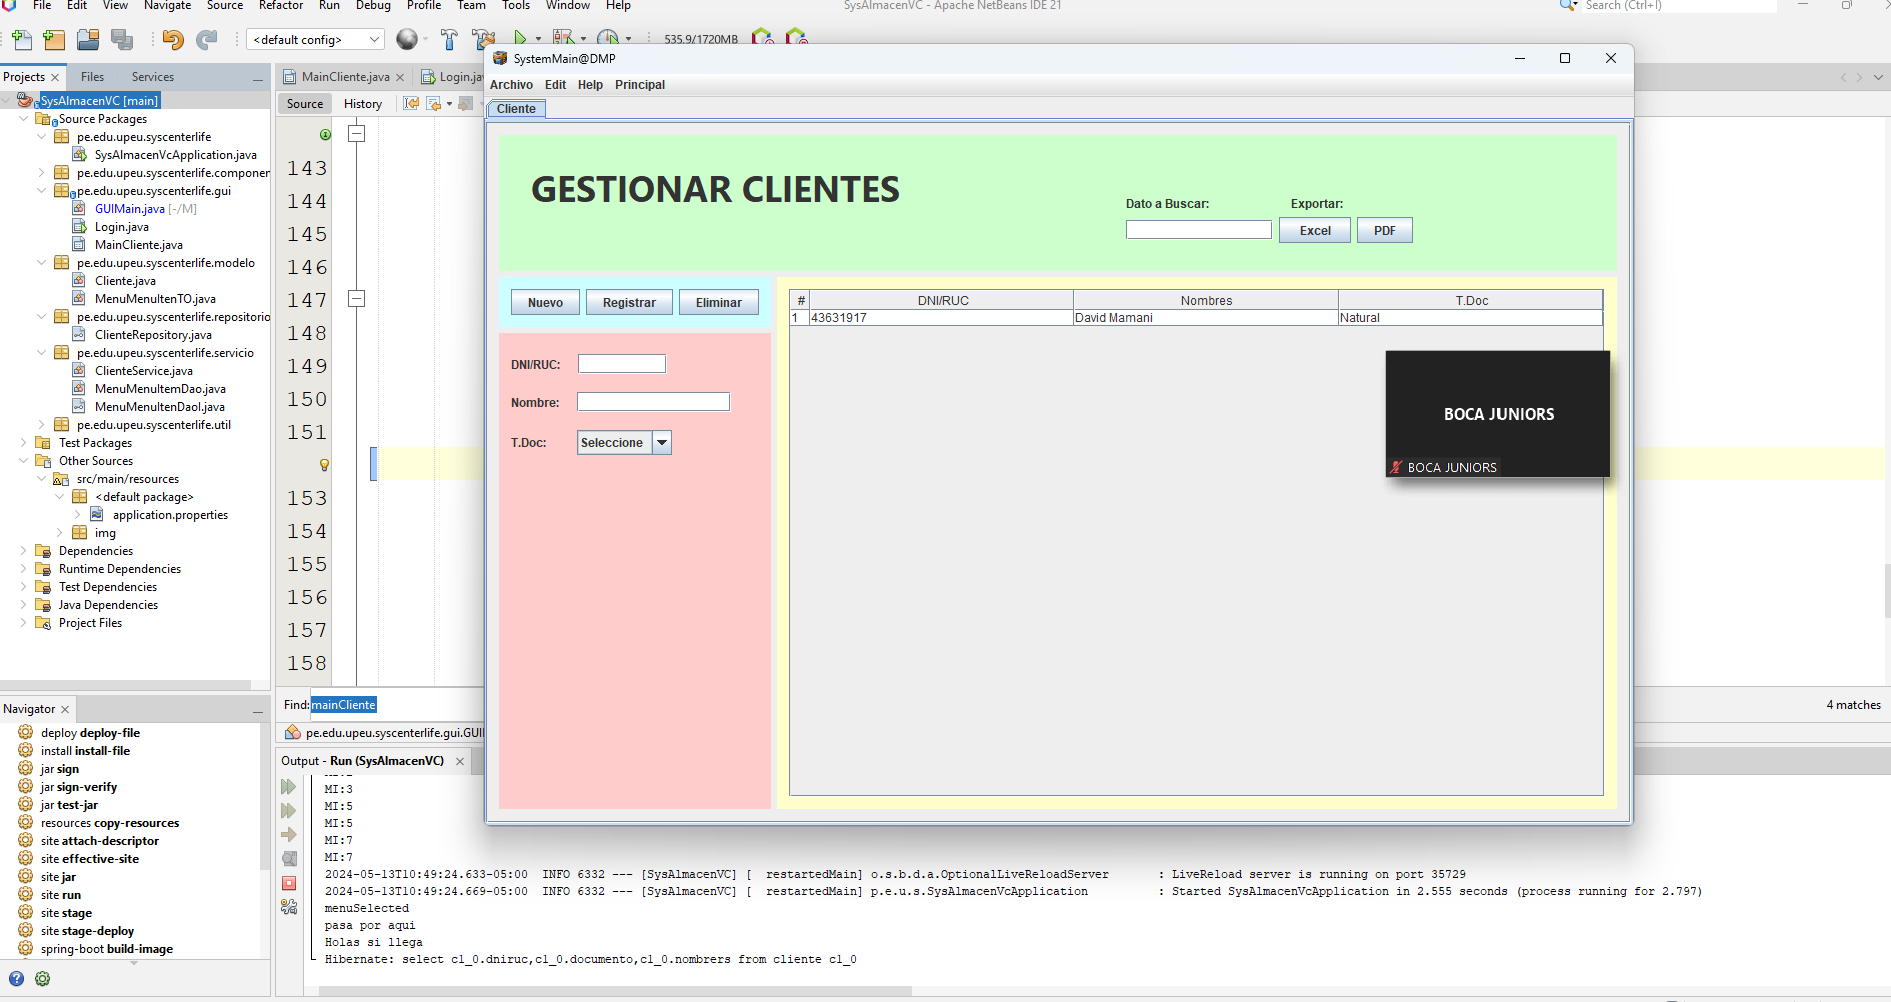 File Edit View Navigate Source Refactor Run Debug Profile Team Tools Window Help
SysAlmacenVC - Apache NetBeans IDE 21
Search (Ctrl+I)
<default config>
535.9/1720MB
Projects Files Services
SysAlmacenVC [main]
Source Packages
pe.edu.upeu.syscenterlife
SysAlmacenVcApplication.java
pe.edu.upeu.syscenterlife.componen
pe.edu.upeu.syscenterlife.gui
GUIMain.java [-/M]
Login.java
MainCliente.java
pe.edu.upeu.syscenterlife.modelo
Cliente.java
MenuMenuItenTO.java
pe.edu.upeu.syscenterlife.repositorio
ClienteRepository.java
pe.edu.upeu.syscenterlife.servicio
ClienteService.java
MenuMenuItemDao.java
MenuMenuItenDaoI.java
pe.edu.upeu.syscenterlife.util
Test Packages
Other Sources
src/main/resources
<default package>
application.properties
img
Dependencies
Runtime Dependencies
Test Dependencies
Java Dependencies
Project Files
Navigator
deploy deploy-file
install install-file
jar sign
jar sign-verify
jar test-jar
resources copy-resources
site attach-descriptor
site effective-site
site jar
site run
site stage
site stage-deploy
spring-boot build-image
MainCliente.java Login.jav
Source History
143
144
145
146
147
148
149
150
151
153
154
155
156
157
158
Find: mainCliente
4 matches
pe.edu.upeu.syscenterlife.gui.GUI
SystemMain@DMP
Archivo Edit Help Principal
Cliente
GESTIONAR CLIENTES
Dato a Buscar: Exportar:
Excel PDF
Nuevo Registrar Eliminar
DNI/RUC:
Nombre:
T.Doc: Seleccione
# DNI/RUC Nombres T.Doc
1 43631917 David Mamani Natural
BOCA JUNIORS
BOCA JUNIORS
Output - Run (SysAlmacenVC)
MI:3
MI:5
MI:5
MI:7
MI:7
2024-05-13T10:49:24.633-05:00 INFO 6332 --- [SysAlmacenVC] [ restartedMain] o.s.b.d.a.OptionalLiveReloadServer : LiveReload server is running on port 35729
2024-05-13T10:49:24.669-05:00 INFO 6332 --- [SysAlmacenVC] [ restartedMain] p.e.u.s.SysAlmacenVcApplication : Started SysAlmacenVcApplication in 2.555 seconds (process running for 2.797)
menuSelected
pasa por aqui
Holas si llega
Hibernate: select c1_0.dniruc,c1_0.documento,c1_0.nombrers from cliente c1_0